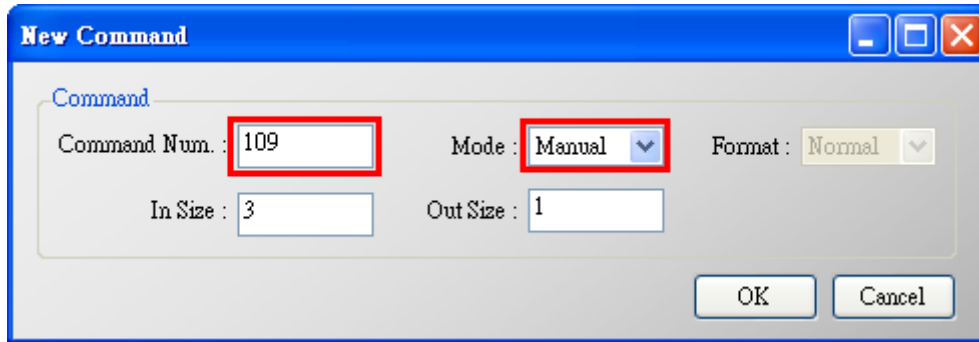 New Command
Command
Command Num. : 109 Mode : Manual Format : Normal
In Size : 3 Out Size : 1
OK Cancel